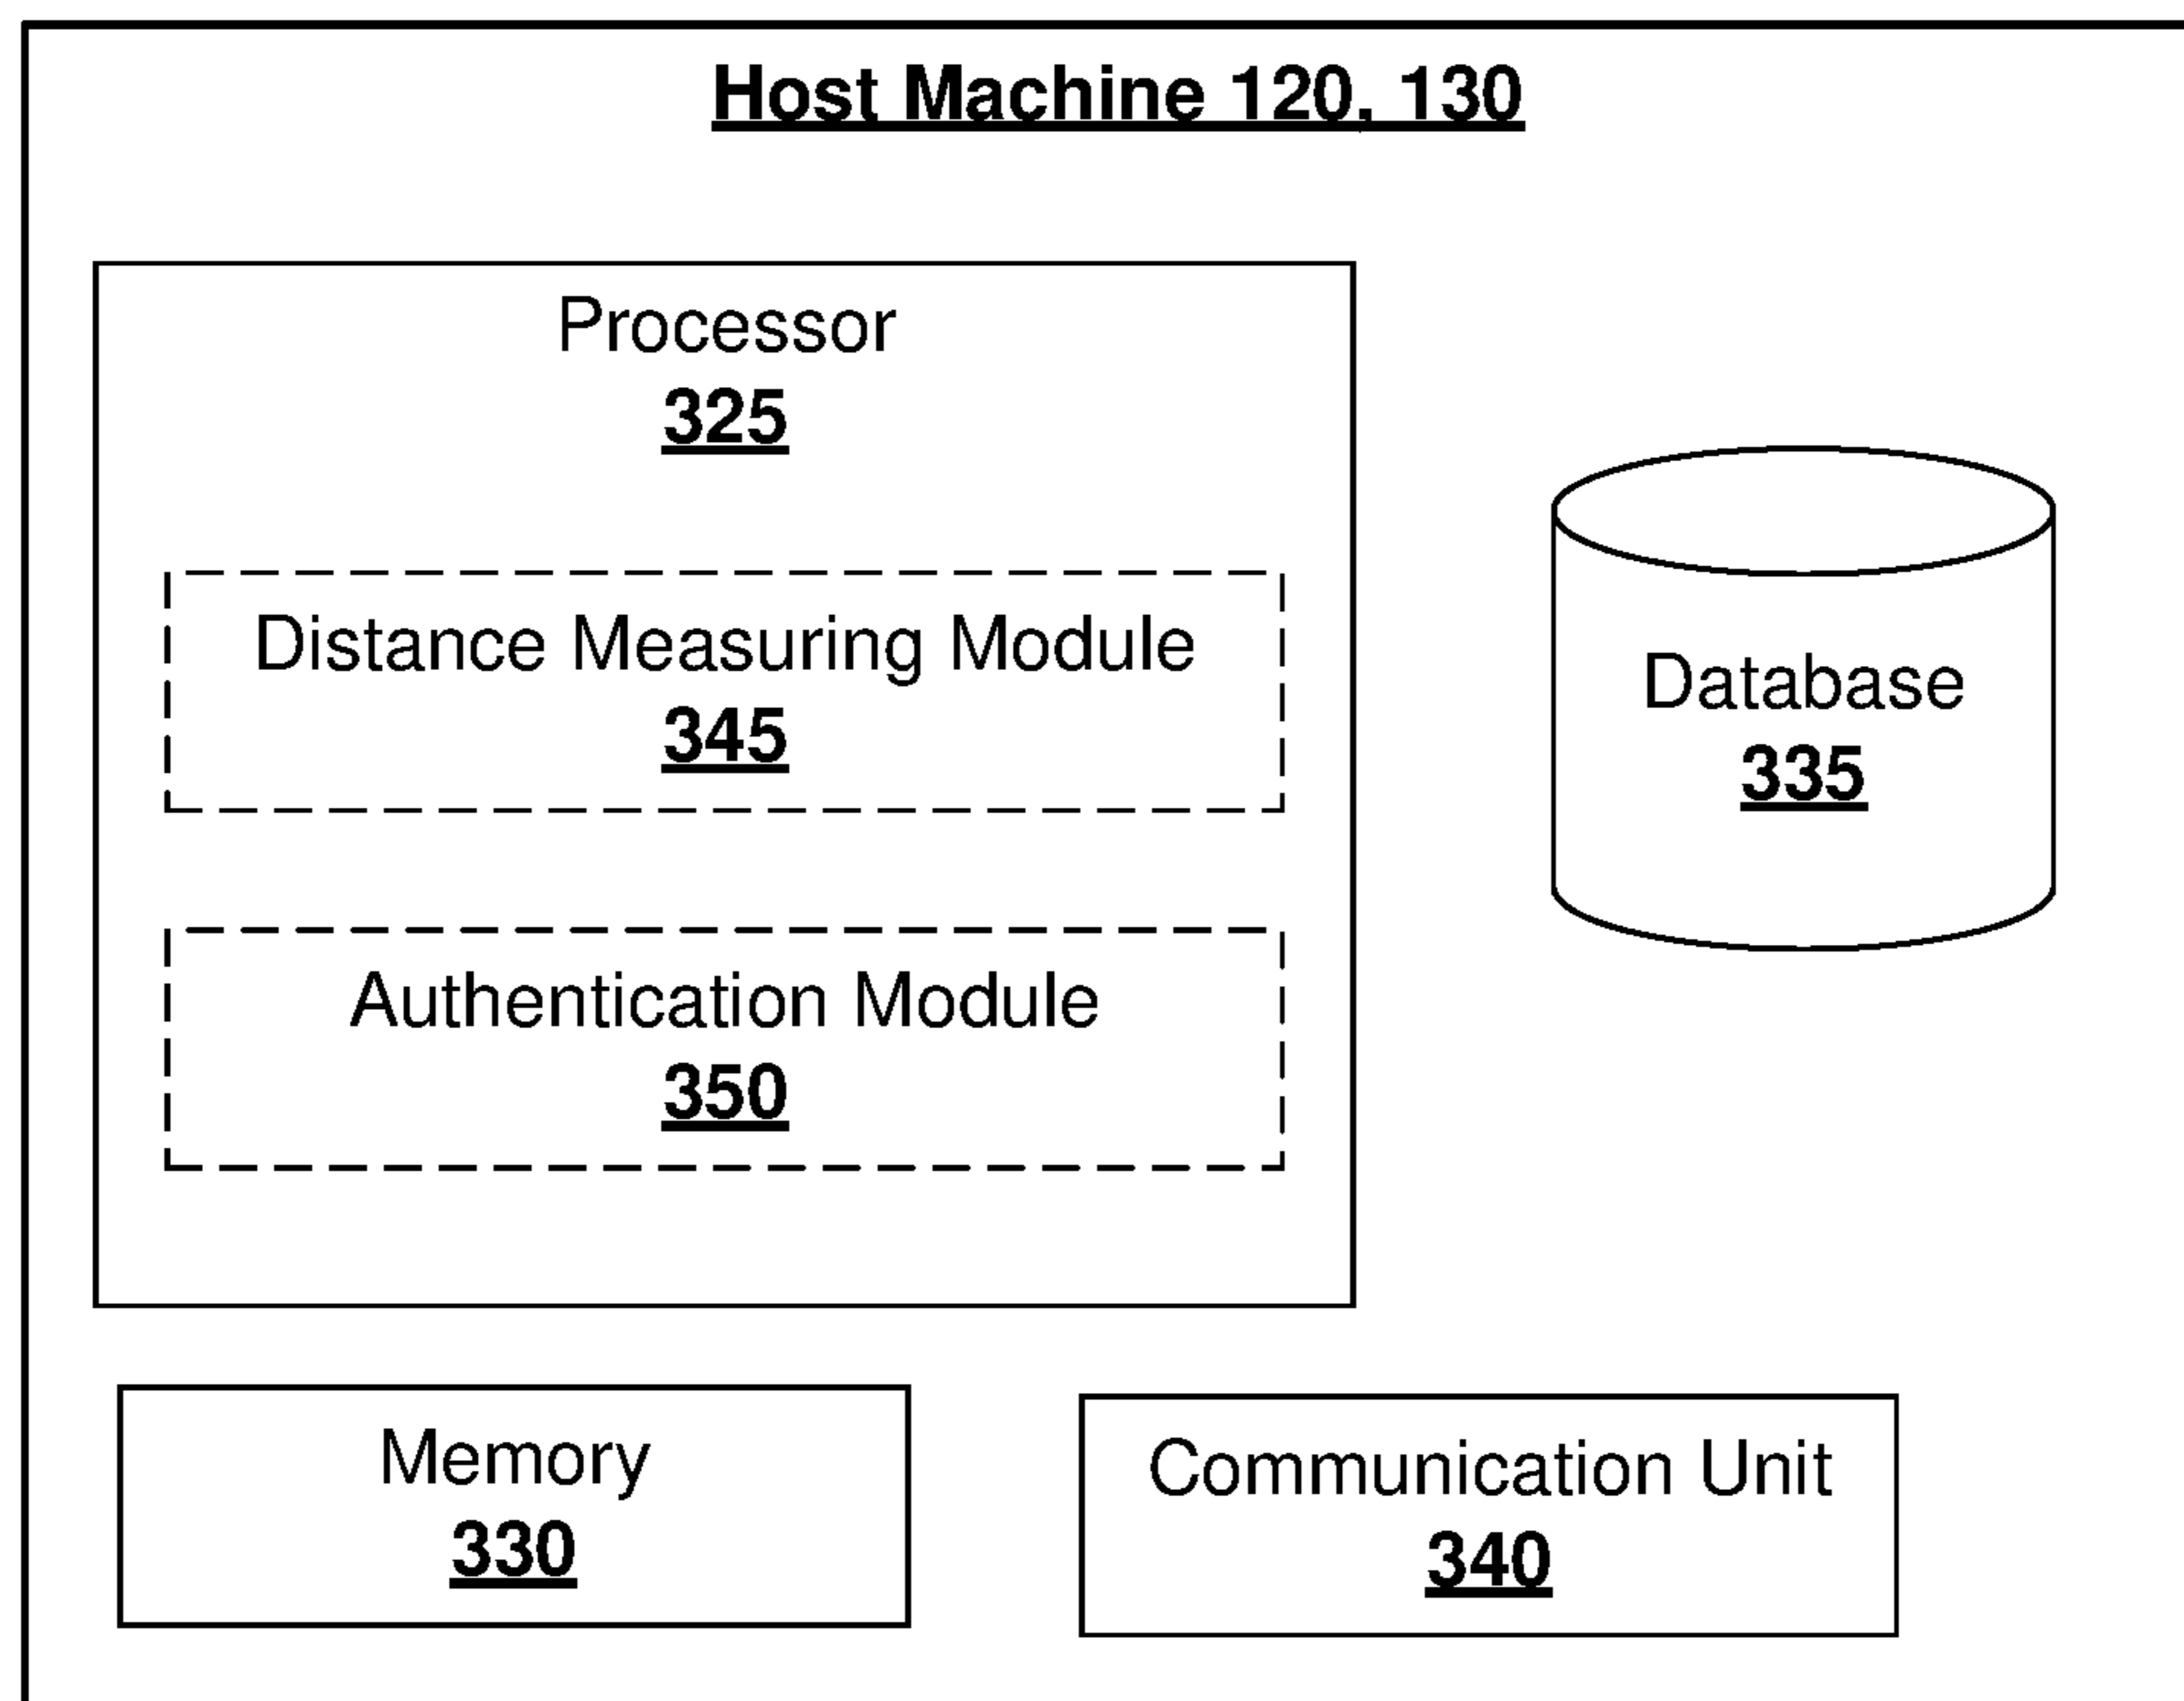 Host Machine 120, 130
Processor
325
Distance Measuring Module
345
Database
335
Authentication Module
350
Memory
330
Communication Unit
340